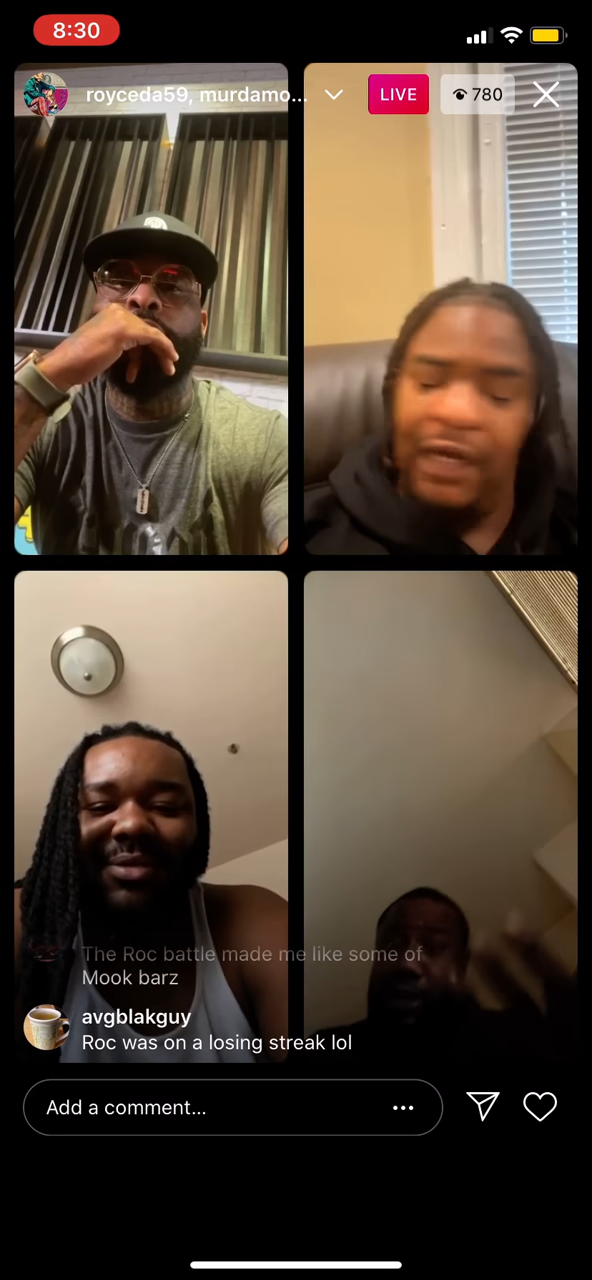 8:30
royceda59, murdamo...
LIVE
780
The Roc battle made me like some of
Mook barz
avgblakguy
Roc was on a losing streak lol
Add a comment...